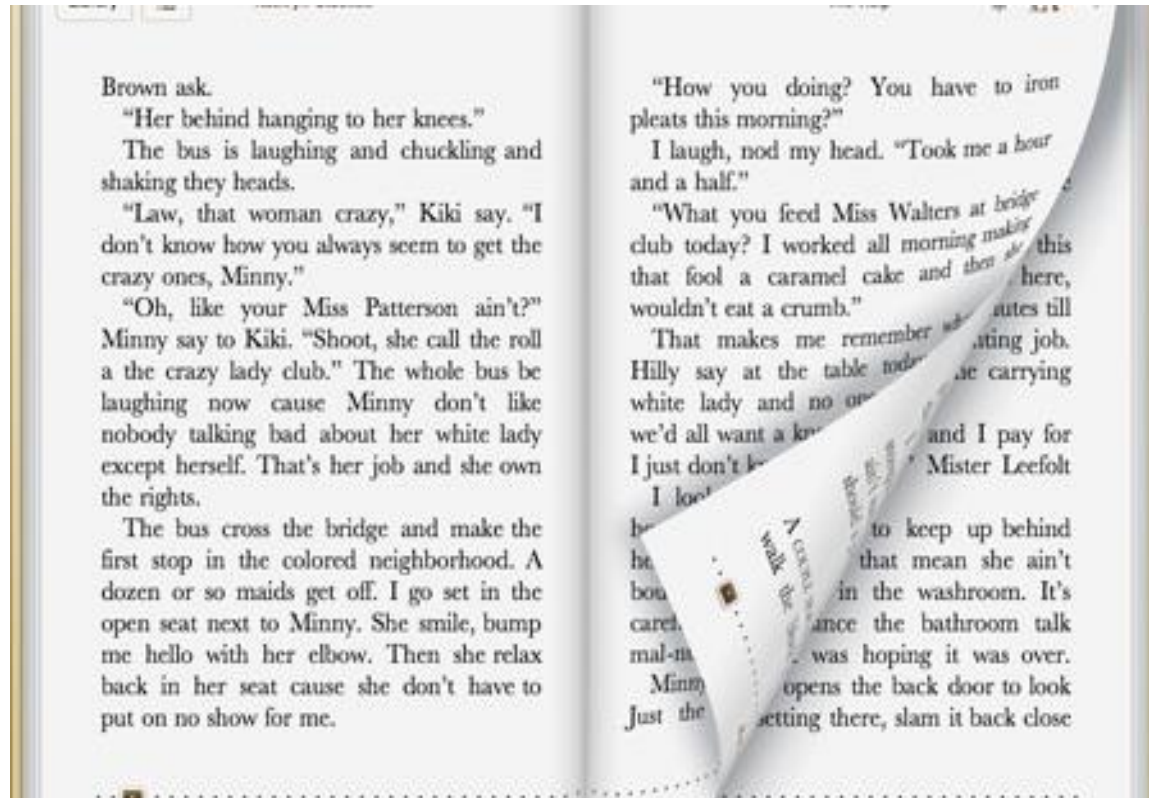 Brown ask.
“Her behind hanging to her knees.”
The bus is laughing and chuckling and
shaking they heads.
“Law, that woman crazy,” Kiki say. “I
don’t know how you always seem to get the
crazy ones, Minny.”
“Oh, like your Miss Patterson ain’t?”
Minny say to Kiki. “Shoot, she call the roll
a the crazy lady club.” The whole bus be
laughing now cause Minny don’t like
nobody talking bad about her white lady
except herself. That’s her job and she own
the rights.
The bus cross the bridge and make the
first stop in the colored neighborhood. A
dozen or so maids get off. I go set in the
open seat next to Minny. She smile, bump
me hello with her elbow. Then she relax
back in her seat cause she don’t have to
put on no show for me.
“How you doing? You have to iron
pleats this morning?”
I laugh, nod my head. “Took me a hour
and a half.”
“What you feed Miss Walters at bridge
club today? I worked all morning making this
that fool a caramel cake and then she here,
wouldn’t eat a crumb.” till
That makes me remember job.
Hilly say at the table carrying
white lady and no
we’d all want a and I pay for
I just don’t Mister Leefolt
I
to keep up behind
that mean she ain’t
in the washroom. It’s
the bathroom talk
was hoping it was over.
Minny opens the back door to look
Just the there, slam it back close
A
walk the